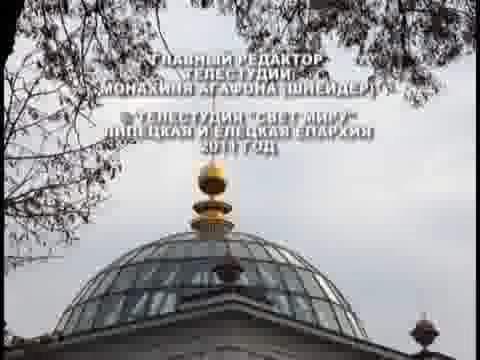 ГЛАВНЫЙ РЕДАКТОР
ТЕЛЕСТУДИИ
МОНАХИНЯ АГАФОНА (ШНЕЙДЕР)
© ТЕЛЕСТУДИЯ "СВЕТ МИРУ"
ЛИПЕЦКАЯ И ЕЛЕЦКАЯ ЕПАРХИЯ
2011 ГОД